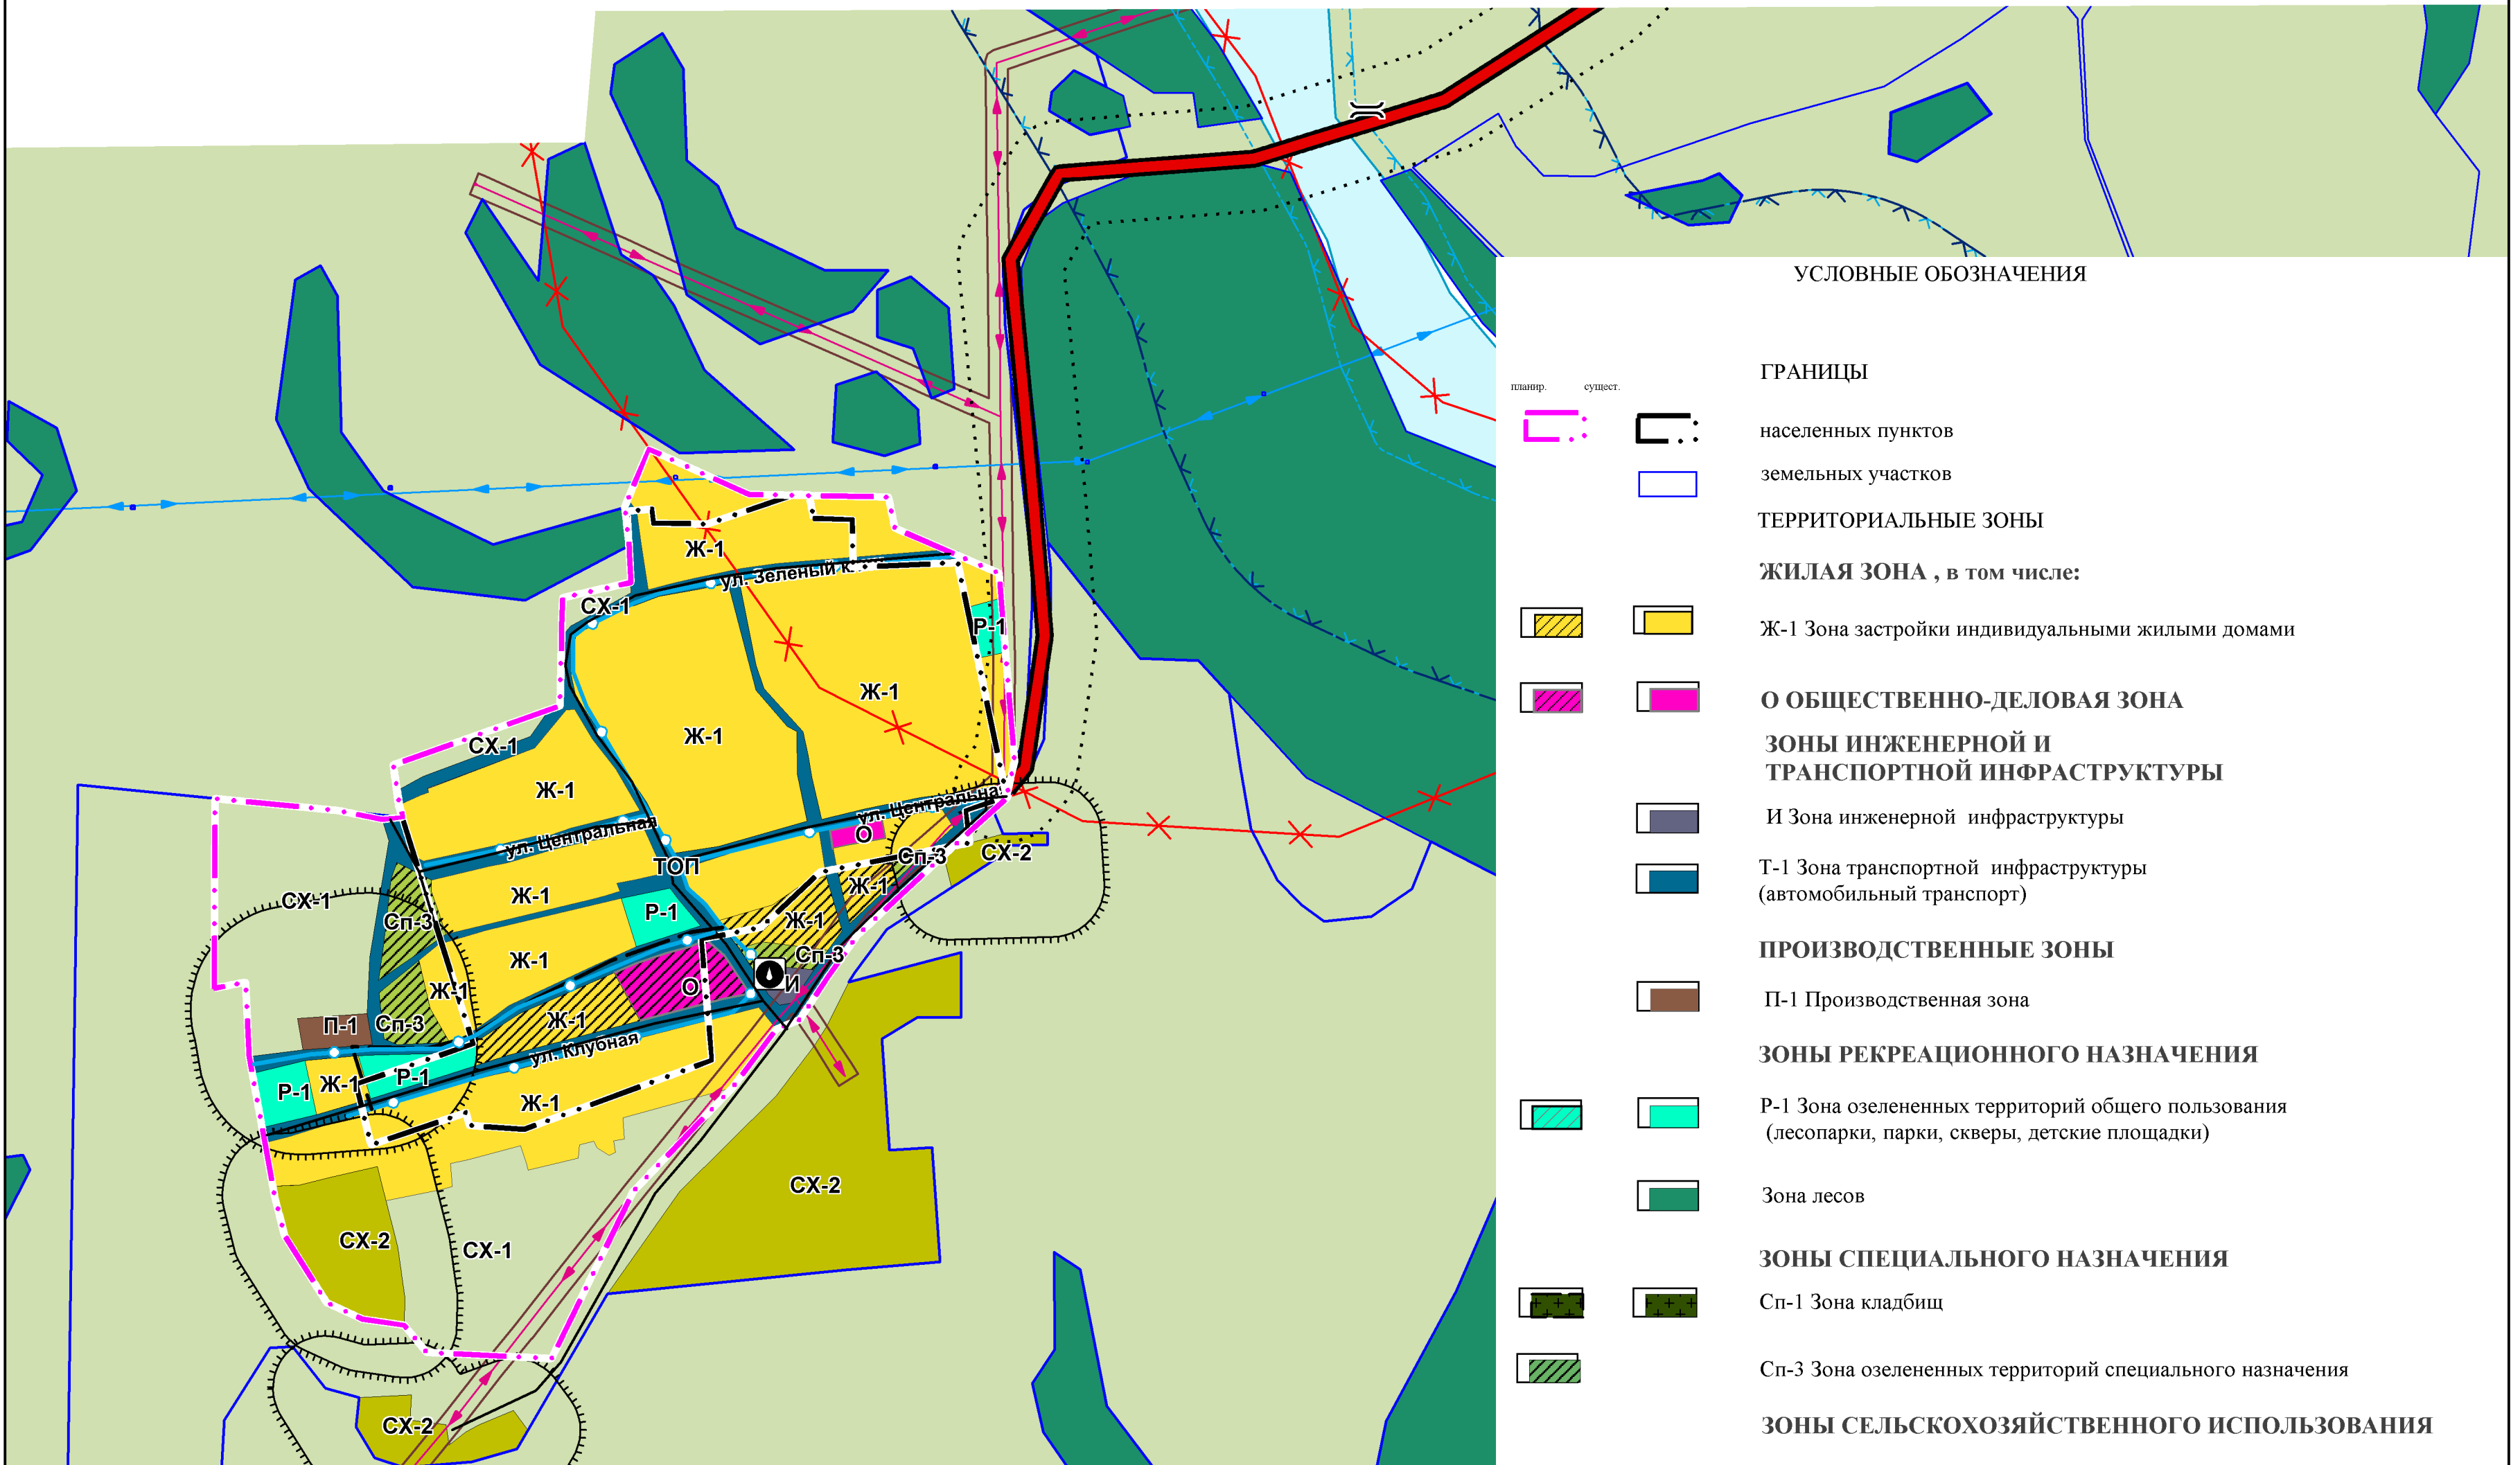 Ж-1
ул. Зеленый к
СХ-1
Р-1
Ж-1
Ж-1
СХ-1
Ж-1
ул. Центральна
ул. Центральная
О
ТОП
Сп-3
СХ-2
Ж-1
Ж-1
СХ-1
Р-1
Сп-3
Ж-1
Ж-1
Сп-3
О
И
Ж-1
П-1
Сп-3
Ж-1
ул. Клубная
Р-1
Ж-1
Р-1
Ж-1
СХ-2
СХ-2
СХ-1
СХ-2
УСЛОВНЫЕ ОБОЗНАЧЕНИЯ
ГРАНИЦЫ
планир. сущест.
населенных пунктов
земельных участков
ТЕРРИТОРИАЛЬНЫЕ ЗОНЫ
ЖИЛАЯ ЗОНА , в том числе:
Ж-1 Зона застройки индивидуальными жилыми домами
О ОБЩЕСТВЕННО-ДЕЛОВАЯ ЗОНА
ЗОНЫ ИНЖЕНЕРНОЙ И
ТРАНСПОРТНОЙ ИНФРАСТРУКТУРЫ
И Зона инженерной инфраструктуры
Т-1 Зона транспортной инфраструктуры
(автомобильный транспорт)
ПРОИЗВОДСТВЕННЫЕ ЗОНЫ
П-1 Производственная зона
ЗОНЫ РЕКРЕАЦИОННОГО НАЗНАЧЕНИЯ
Р-1 Зона озелененных территорий общего пользования
(лесопарки, парки, скверы, детские площадки)
Зона лесов
ЗОНЫ СПЕЦИАЛЬНОГО НАЗНАЧЕНИЯ
Сп-1 Зона кладбищ
Сп-3 Зона озелененных территорий специального назначения
ЗОНЫ СЕЛЬСКОХОЗЯЙСТВЕННОГО ИСПОЛЬЗОВАНИЯ